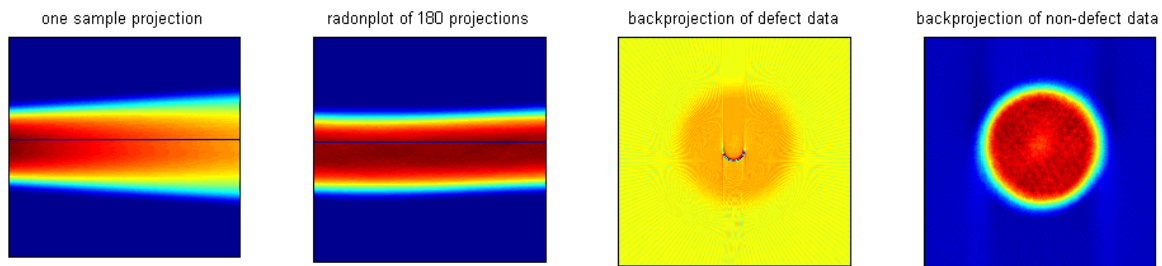 one sample projection
radonplot of 180 projections
backprojection of defect data
backprojection of non-defect data